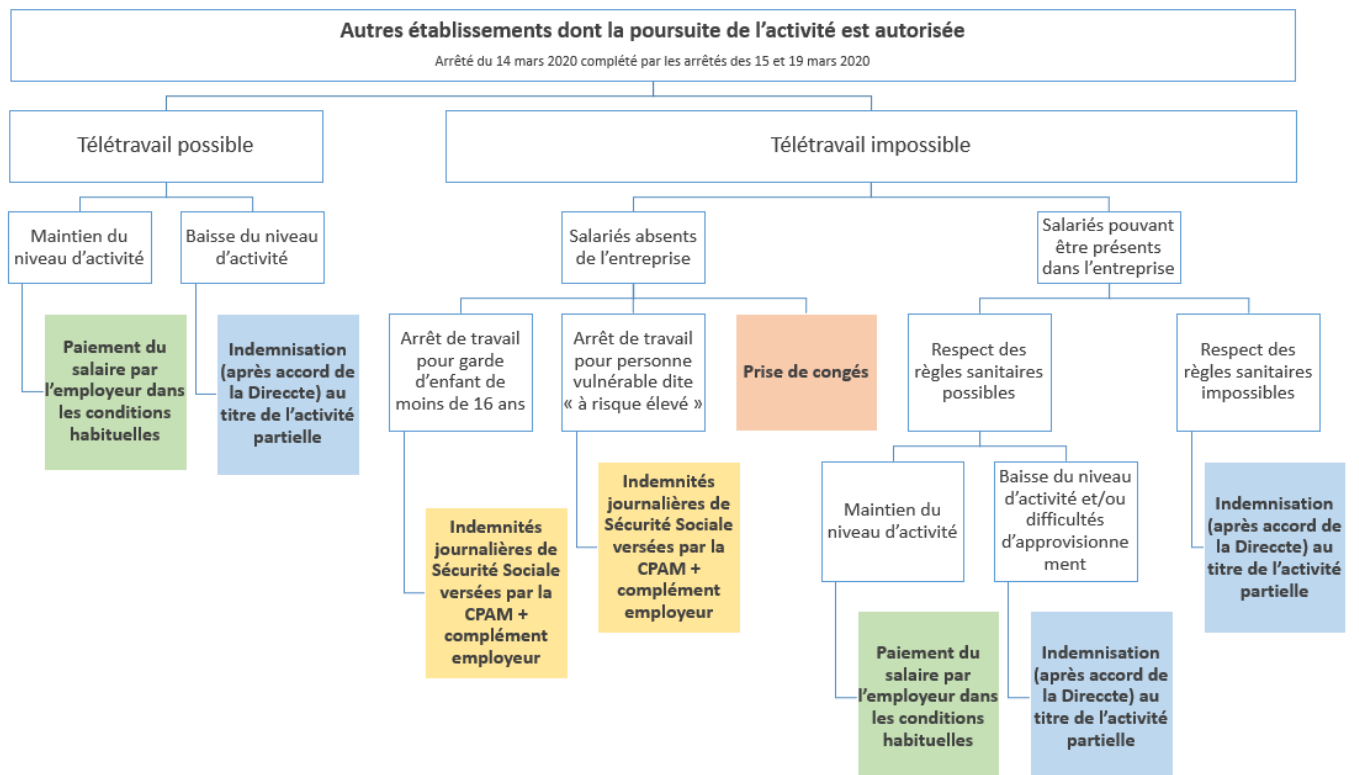 Autres établissements dont la poursuite de l’activité est autorisée
Arrêté du 14 mars 2020 complété par les arrêtés des 15 et 19 mars 2020
Télétravail possible
Télétravail impossible
Maintien du
niveau d’activité
Baisse du niveau
d’activité
Salariés absents
de l’entreprise
Salariés pouvant
être présents
dans l’entreprise
Paiement du
salaire par
l’employeur dans
les conditions
habituelles
Indemnisation
(après accord de
la Direccte) au
titre de l’activité
partielle
Arrêt de travail
pour garde
d’enfant de
moins de 16 ans
Arrêt de travail
pour personne
vulnérable dite
« à risque élevé »
Prise de congés
Respect des
règles sanitaires
possibles
Respect des
règles sanitaires
impossibles
Indemnités
journalières de
Sécurité Sociale
versées par la
CPAM +
complément
employeur
Indemnités
journalières de
Sécurité Sociale
versées par la
CPAM +
complément
employeur
Maintien du
niveau d’activité
Baisse du niveau
d’activité et/ou
difficultés
d’approvisionne
ment
Indemnisation
(après accord de
la Direccte) au
titre de l’activité
partielle
Paiement du
salaire par
l’employeur dans
les conditions
habituelles
Indemnisation
(après accord de
la Direccte) au
titre de l’activité
partielle